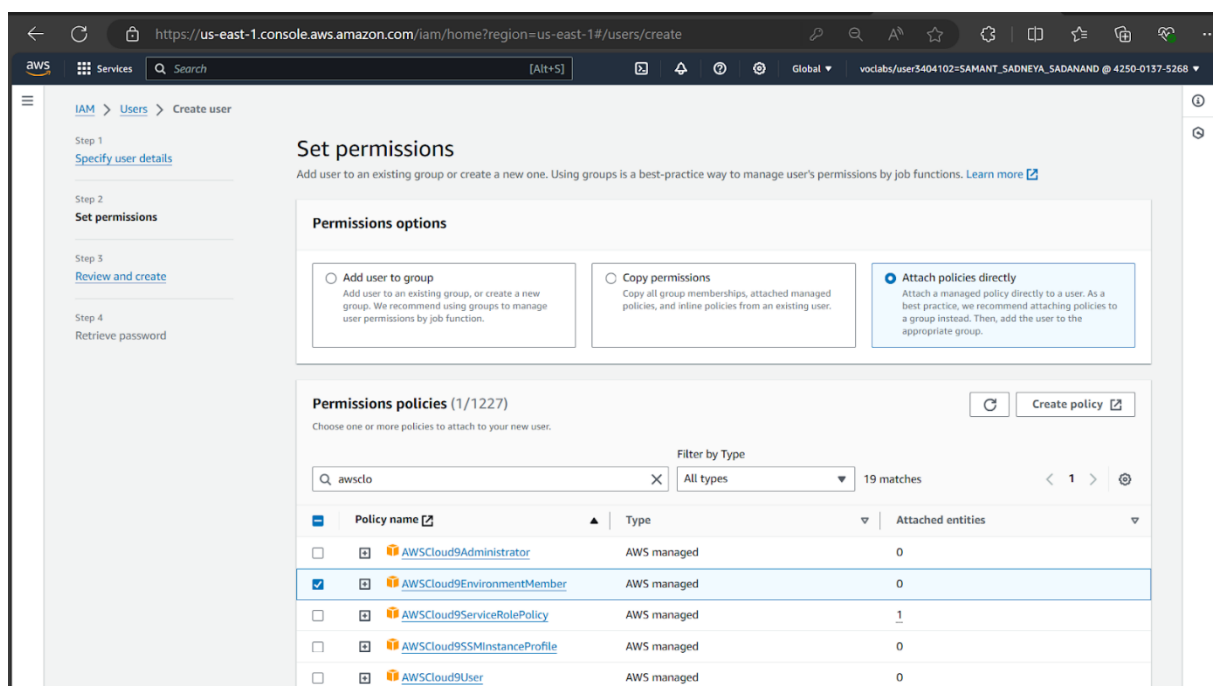 https://us-east-1.console.aws.amazon.com/iam/home?region=us-east-1#/users/create
aws Services Search [Alt+S] Global voclabs/user3404102=SAMANT_SADNEYA_SADANAND @ 4250-0137-5268
IAM > Users > Create user
Step 1
Specify user details
Step 2
Set permissions
Step 3
Review and create
Step 4
Retrieve password
Set permissions
Add user to an existing group or create a new one. Using groups is a best-practice way to manage user's permissions by job functions. Learn more
Permissions options
Add user to group
Add user to an existing group, or create a new
group. We recommend using groups to manage
user permissions by job function.
Copy permissions
Copy all group memberships, attached managed
policies, and inline policies from an existing user.
Attach policies directly
Attach a managed policy directly to a user. As a
best practice, we recommend attaching policies to
a group instead. Then, add the user to the
appropriate group.
Permissions policies (1/1227)
Choose one or more policies to attach to your new user.
Create policy
Filter by Type
awsclo
All types
19 matches
1
Policy name Type Attached entities
AWSCloud9Administrator AWS managed 0
AWSCloud9EnvironmentMember AWS managed 0
AWSCloud9ServiceRolePolicy AWS managed 1
AWSCloud9SSMInstanceProfile AWS managed 0
AWSCloud9User AWS managed 0